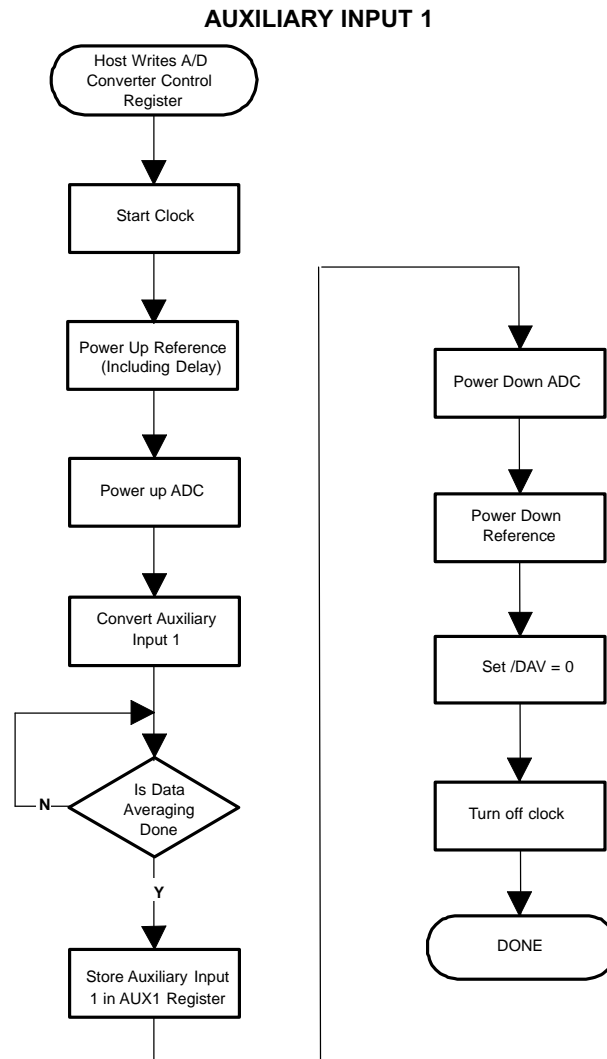 AUXILIARY INPUT 1
Host Writes A/D
Converter Control
Register
Start Clock
Power Up Reference
(Including Delay)
Power up ADC
Convert Auxiliary
Input 1
Is Data
Averaging
Done
N
Y
Store Auxiliary Input
1 in AUX1 Register
Power Down ADC
Power Down
Reference
Set /DAV = 0
Turn off clock
DONE